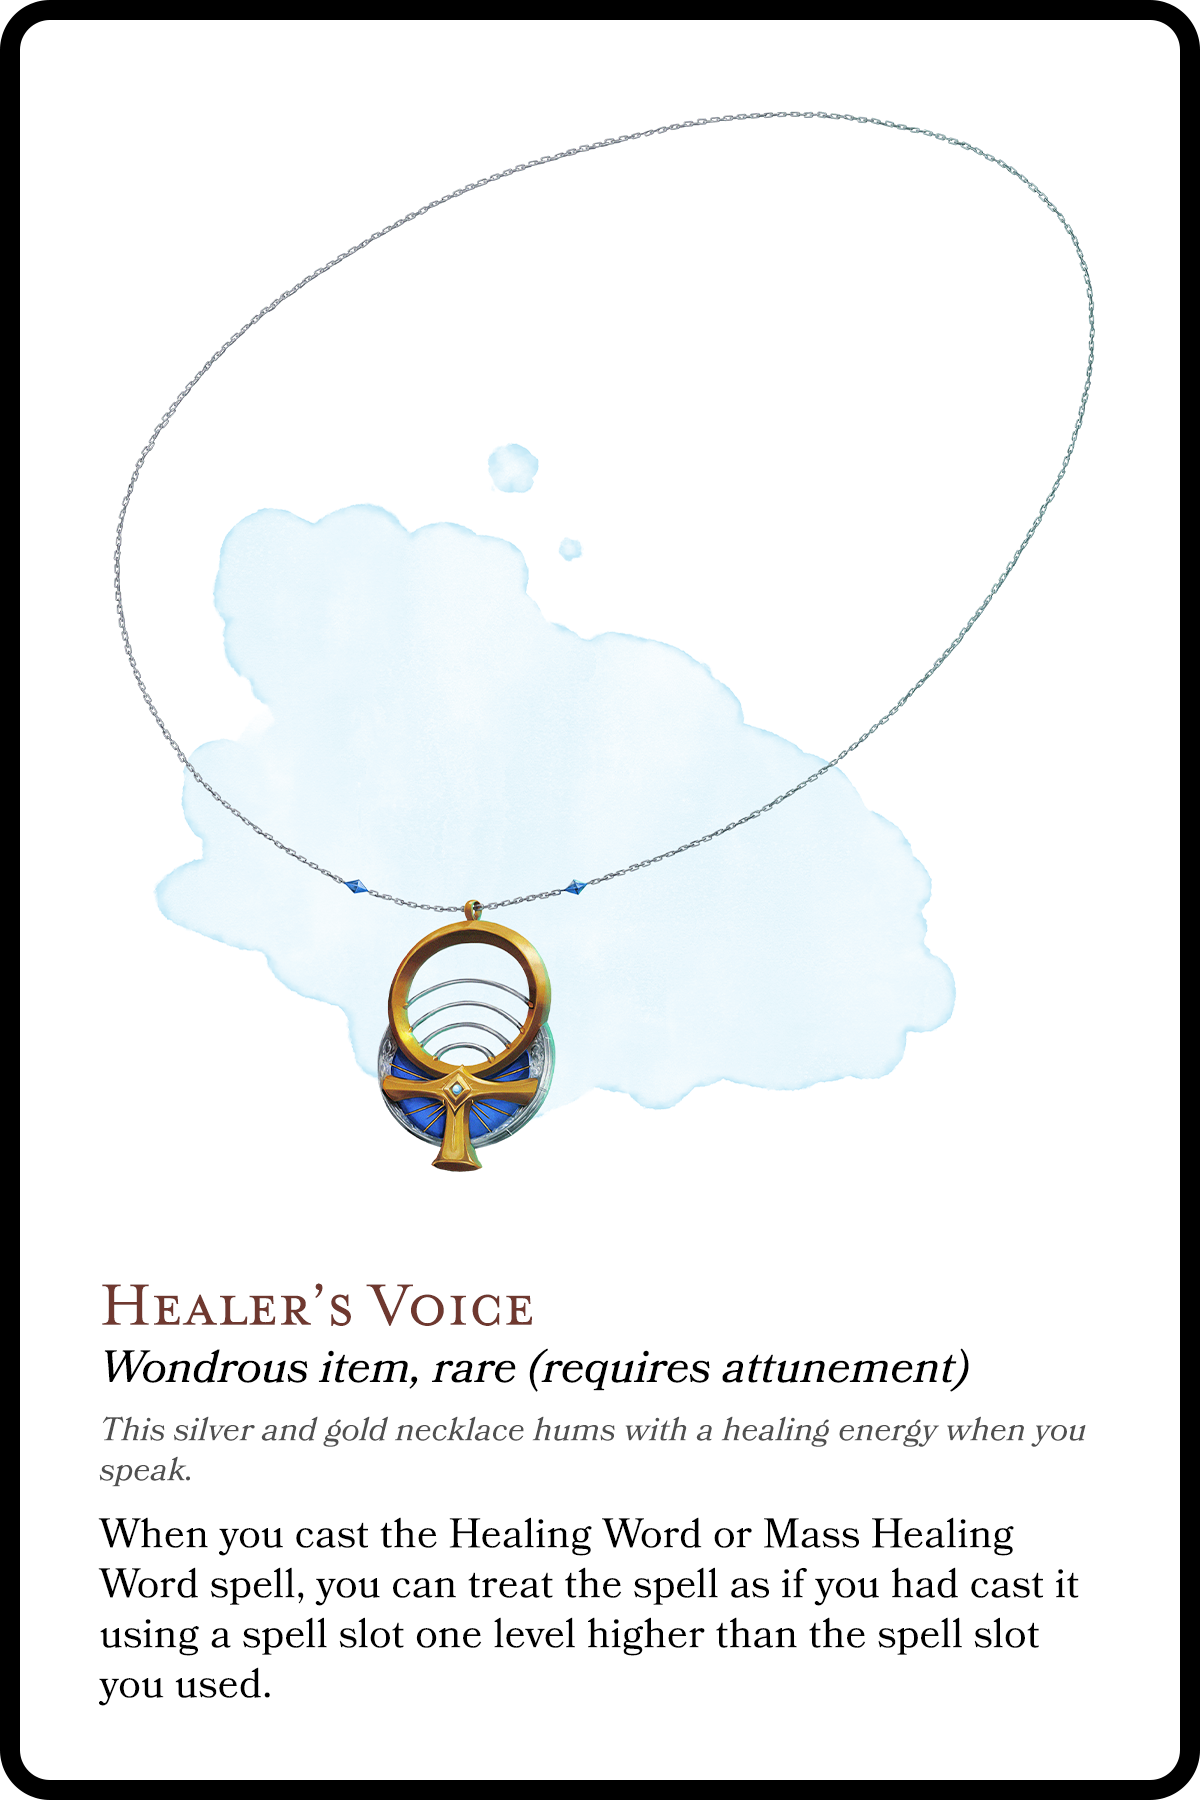 Healer’s Voice
Wondrous item, rare (requires attunement)
This silver and gold necklace hums with a healing energy when you
speak.
When you cast the Healing Word or Mass Healing
Word spell, you can treat the spell as if you had cast it
using a spell slot one level higher than the spell slot
you used.